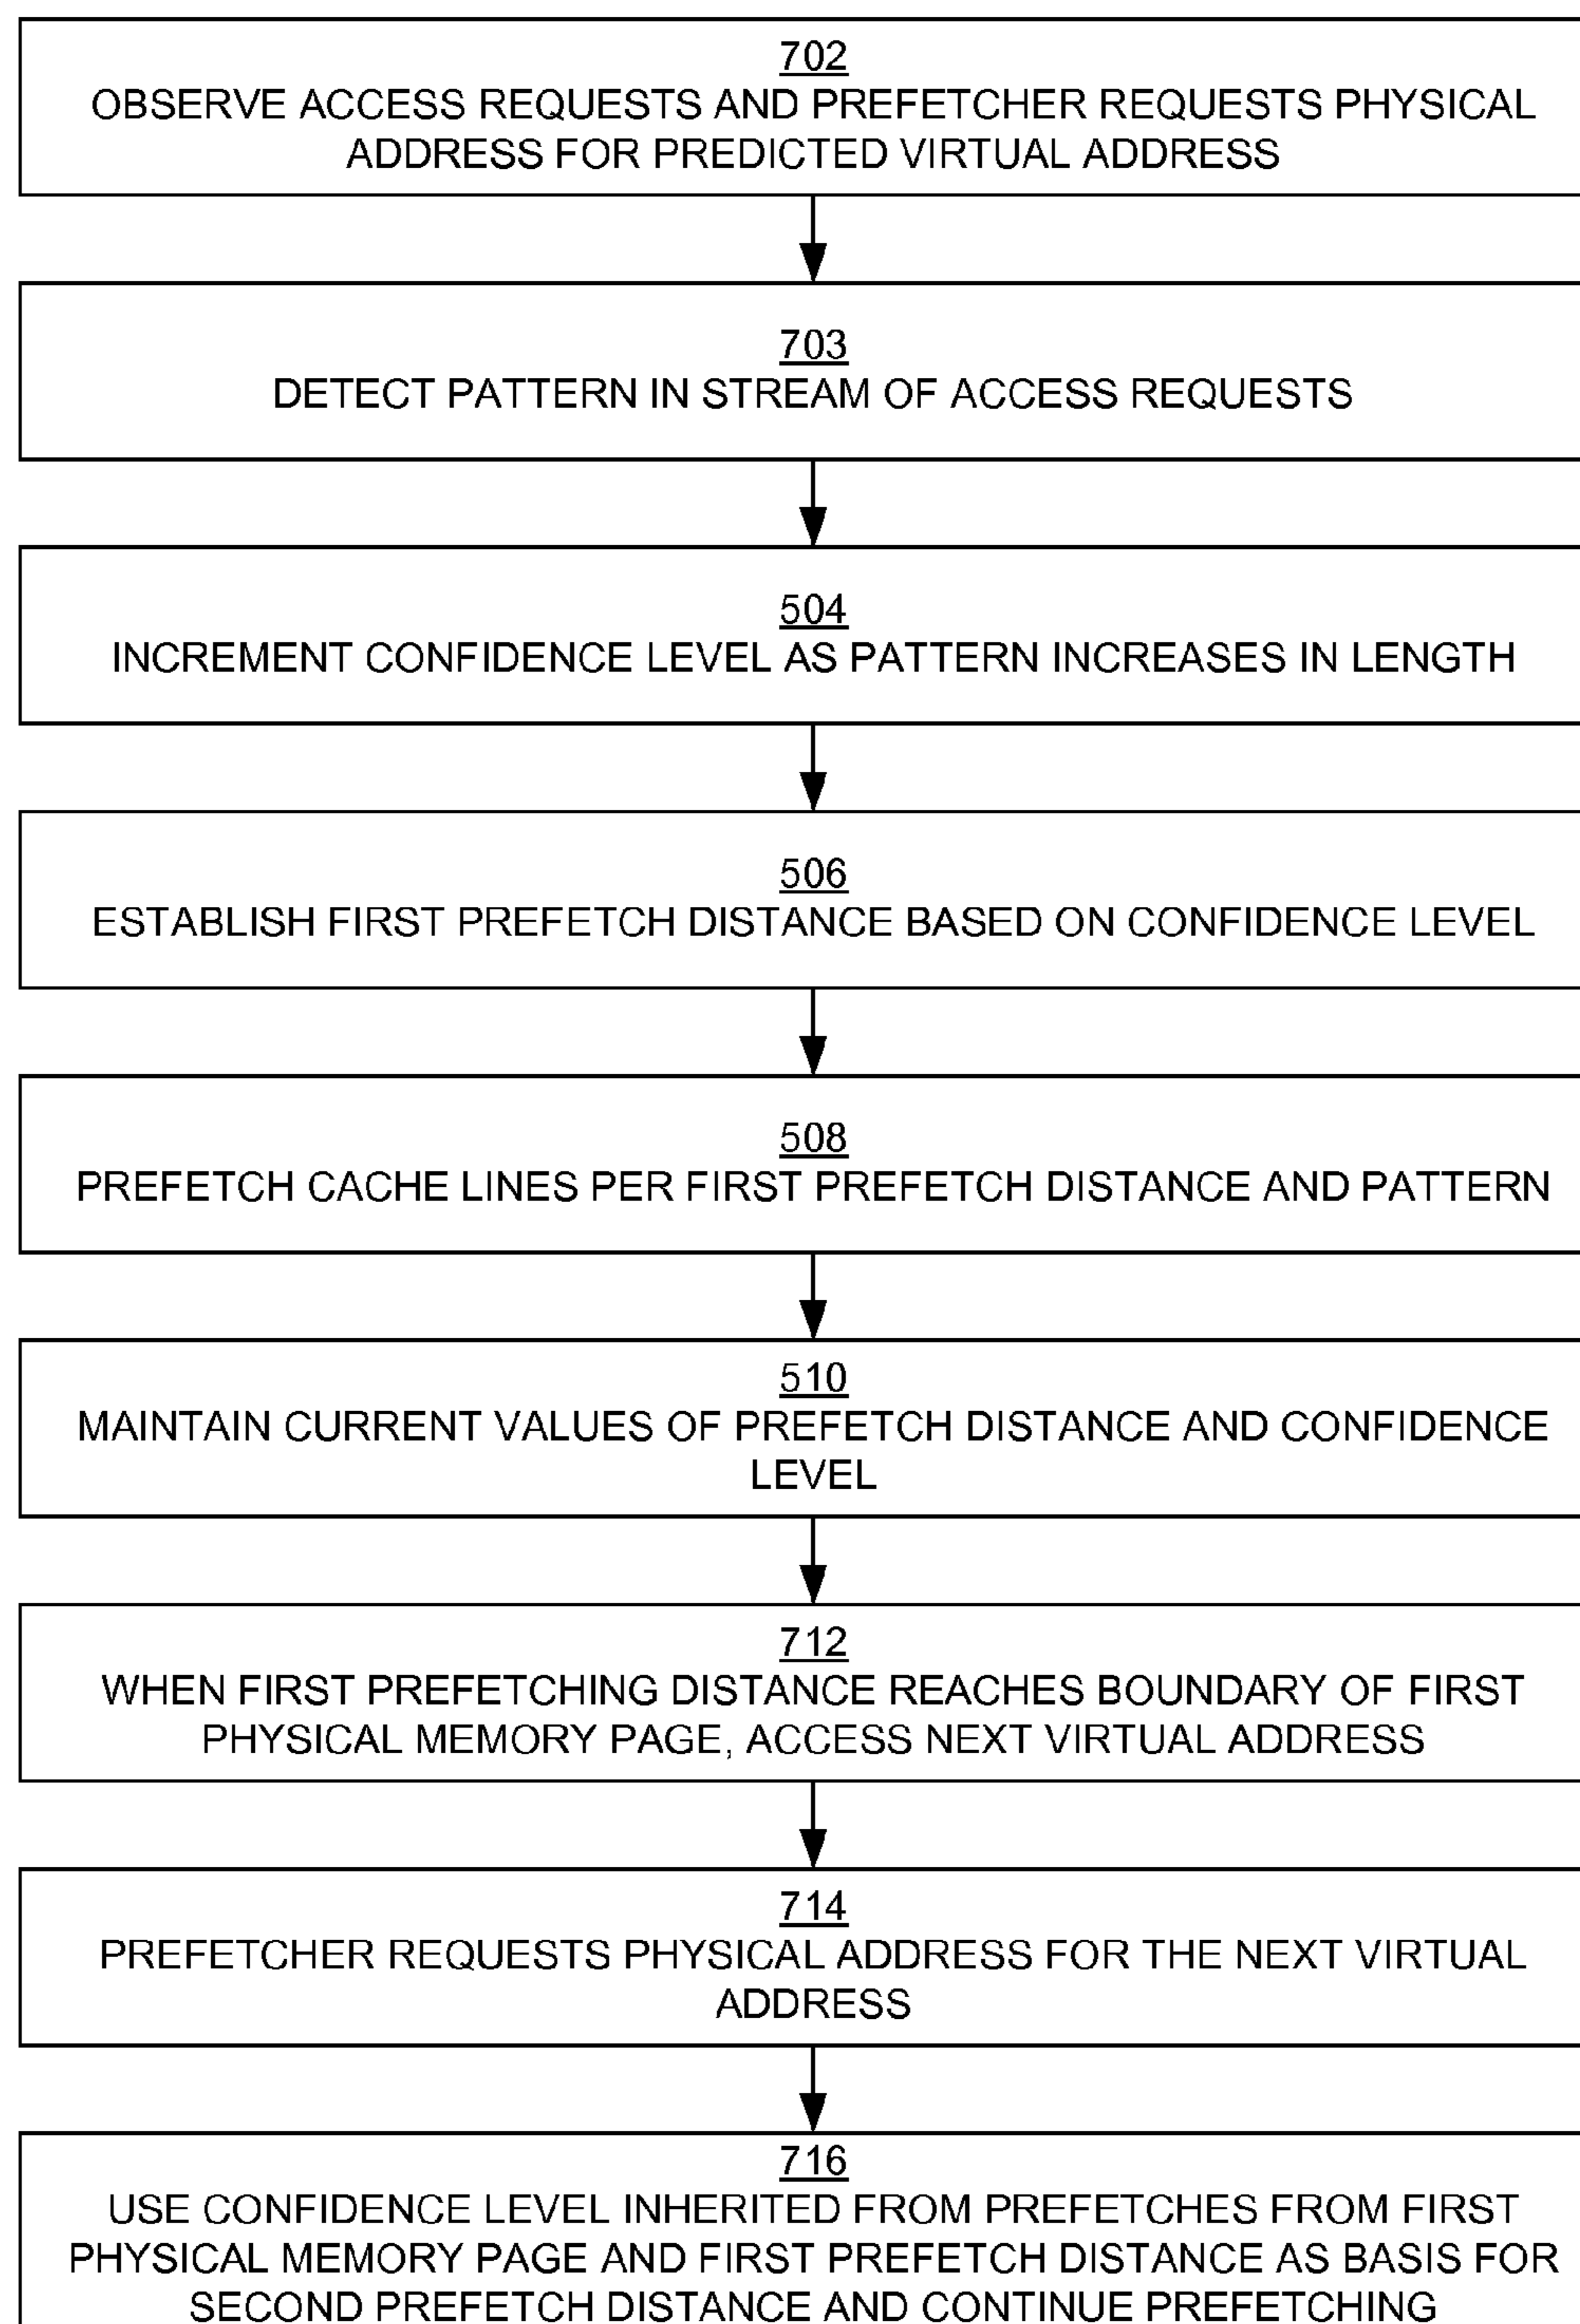 702
OBSERVE ACCESS REQUESTS AND PREFETCHER REQUESTS PHYSICAL
ADDRESS FOR PREDICTED VIRTUAL ADDRESS
703
DETECT PATTERN IN STREAM OF ACCESS REQUESTS
504
INCREMENT CONFIDENCE LEVEL AS PATTERN INCREASES IN LENGTH
506
ESTABLISH FIRST PREFETCH DISTANCE BASED ON CONFIDENCE LEVEL
508
PREFETCH CACHE LINES PER FIRST PREFETCH DISTANCE AND PATTERN
510
MAINTAIN CURRENT VALUES OF PREFETCH DISTANCE AND CONFIDENCE
LEVEL
712
WHEN FIRST PREFETCHING DISTANCE REACHES BOUNDARY OF FIRST
PHYSICAL MEMORY PAGE, ACCESS NEXT VIRTUAL ADDRESS
714
PREFETCHER REQUESTS PHYSICAL ADDRESS FOR THE NEXT VIRTUAL
ADDRESS
716
USE CONFIDENCE LEVEL INHERITED FROM PREFETCHES FROM FIRST
PHYSICAL MEMORY PAGE AND FIRST PREFETCH DISTANCE AS BASIS FOR
SECOND PREFETCH DISTANCE AND CONTINUE PREFETCHING